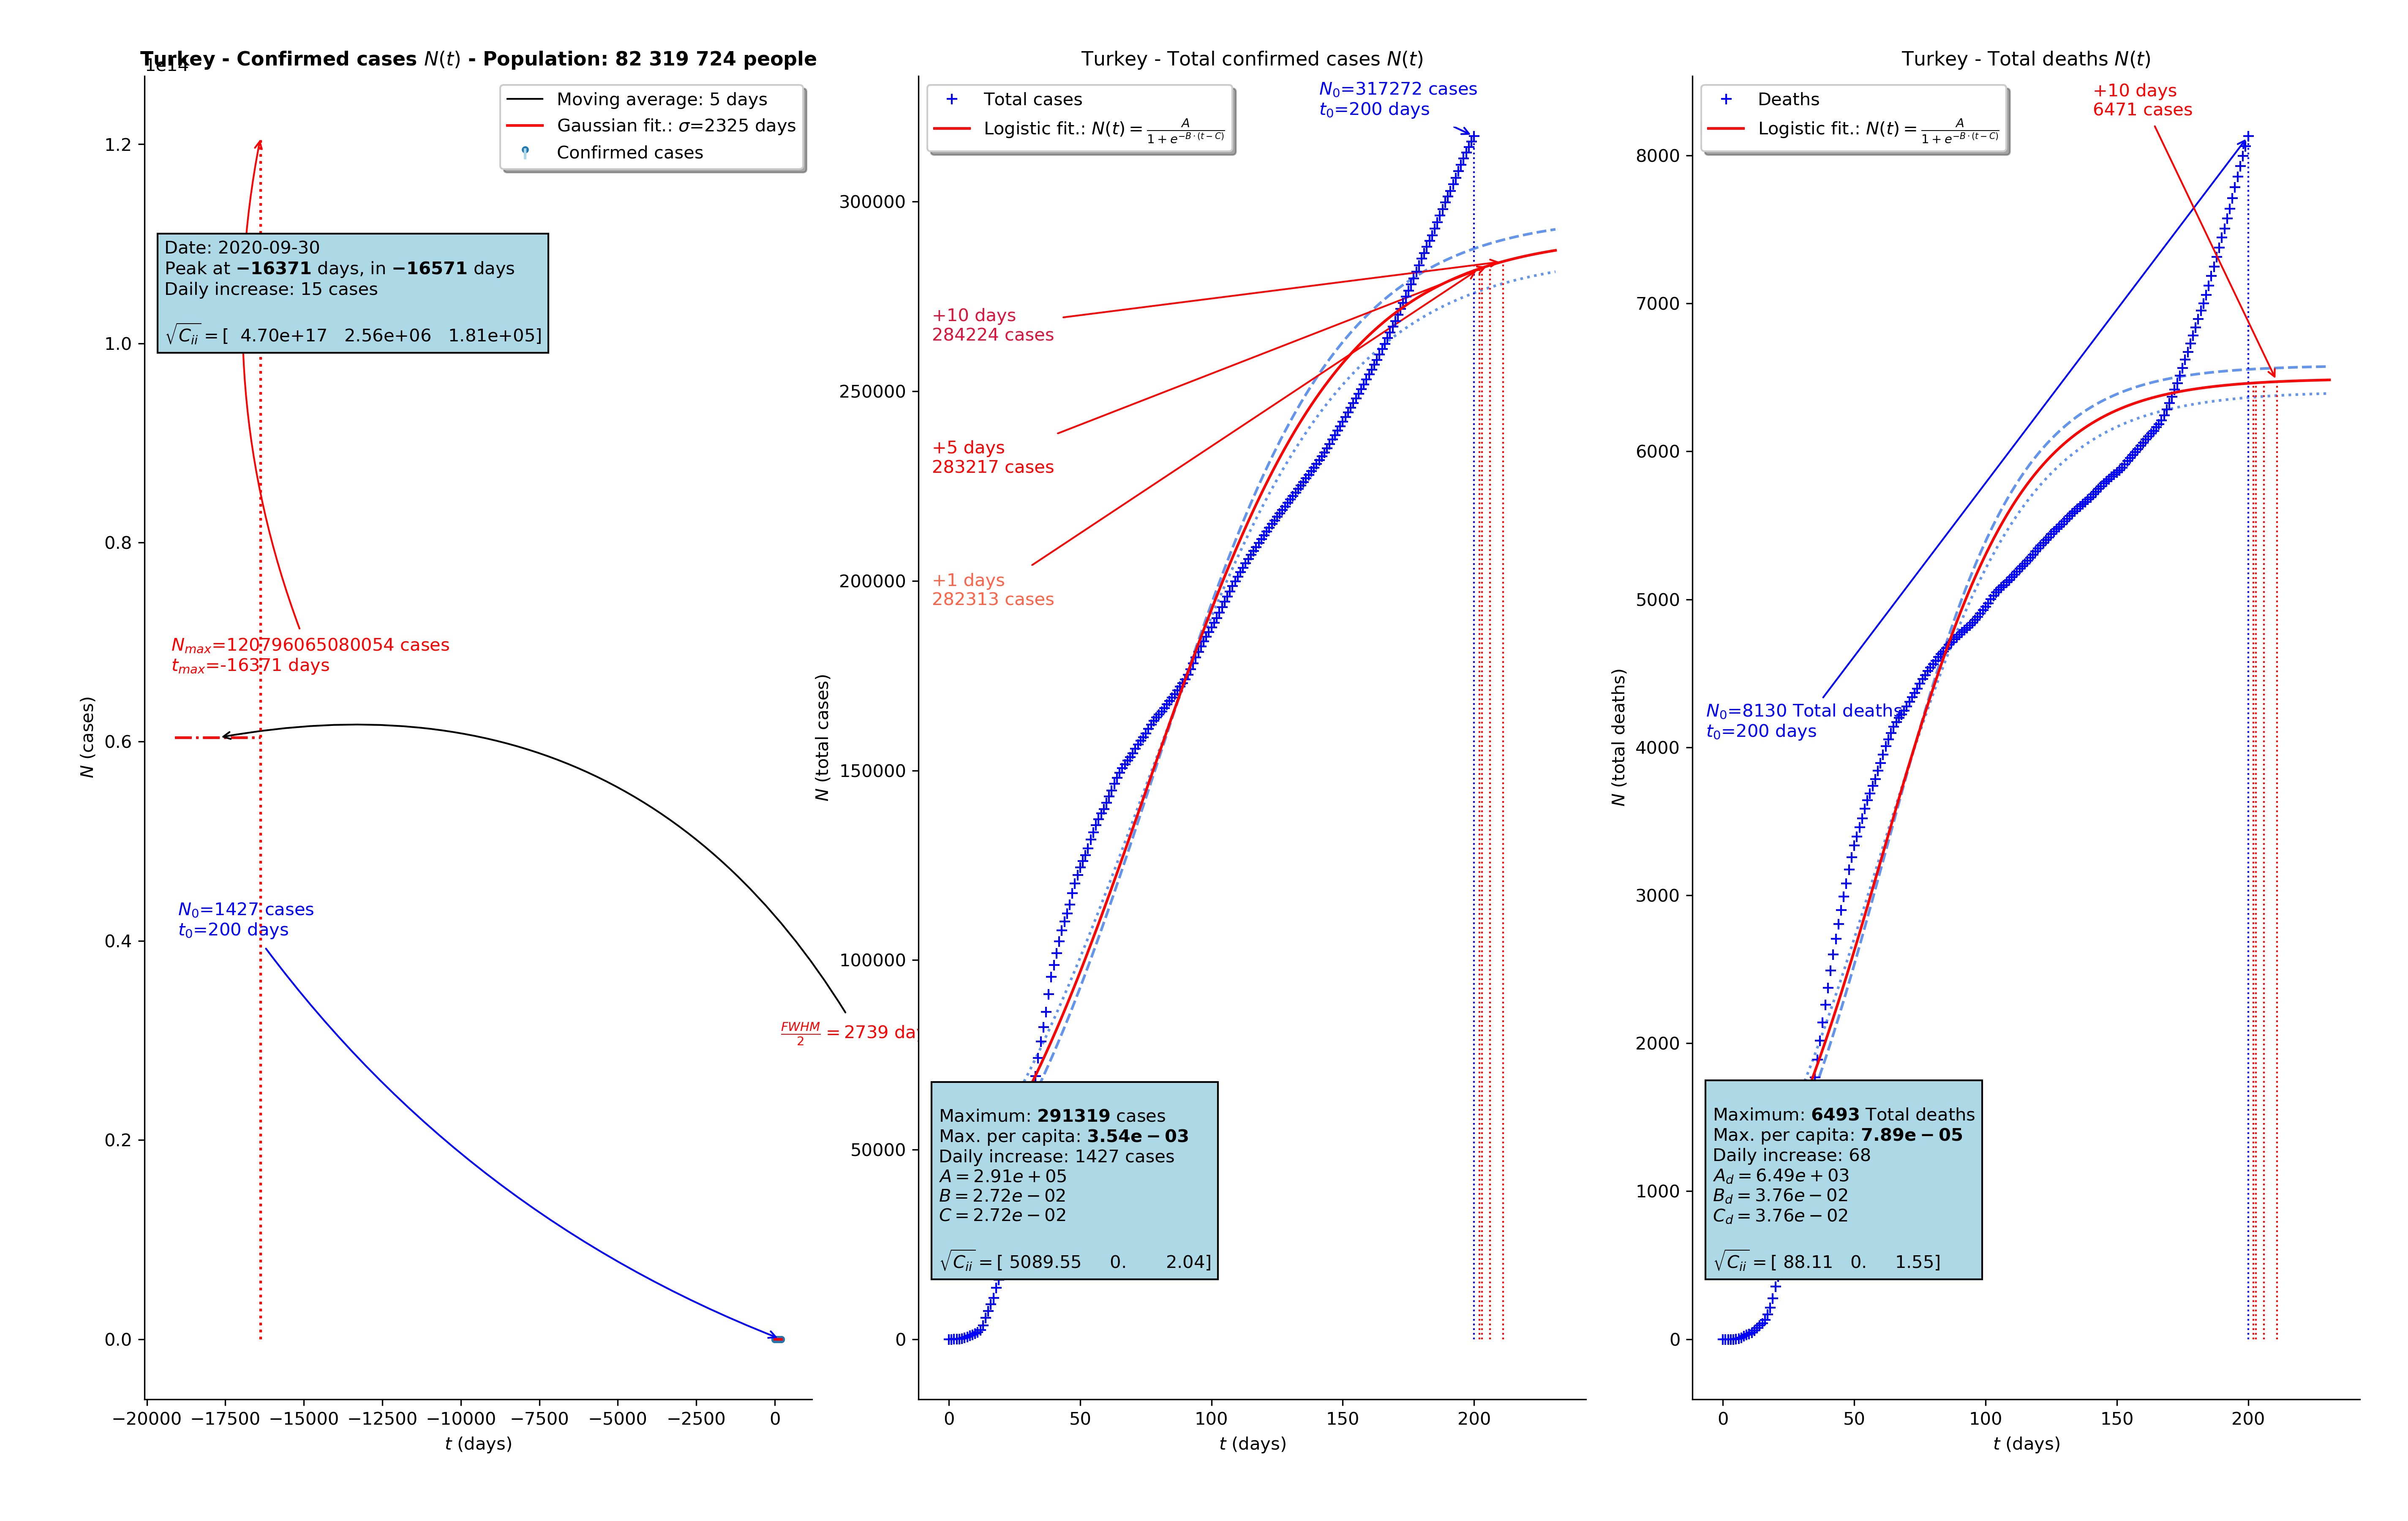 Turkey - Confirmed cases N(t) - Population: 82 319 724 people
1e14
Moving average: 5 days
Gaussian fit.: σ=2325 days
Confirmed cases
1.2
1.0
0.8
0.6
0.4
0.2
0.0
N (cases)
Date: 2020-09-30
Peak at −16371 days, in −16571 days
Daily increase: 15 cases
√C_ii = [ 4.70e+17 2.56e+06 1.81e+05]
N_max=120796065080054 cases
t_max=-16371 days
N_0=1427 cases
t_0=200 days
FWHM/2 = 2739 da
−20000 −17500 −15000 −12500 −10000 −7500 −5000 −2500 0
t (days)
Turkey - Total confirmed cases N(t)
Total cases
Logistic fit.: N(t) = A/(1 + e^{−B·(t−C)})
N_0=317272 cases
t_0=200 days
300000
250000
200000
150000
100000
50000
0
N (total cases)
+10 days
284224 cases
+5 days
283217 cases
+1 days
282313 cases
Maximum: 291319 cases
Max. per capita: 3.54e − 03
Daily increase: 1427 cases
A = 2.91e + 05
B = 2.72e − 02
C = 2.72e − 02
√C_ii = [ 5089.55 0. 2.04]
0 50 100 150 200
t (days)
Turkey - Total deaths N(t)
Deaths
Logistic fit.: N(t) = A/(1 + e^{−B·(t−C)})
+10 days
6471 cases
8000
7000
6000
5000
4000
3000
2000
1000
0
N (total deaths)
N_0=8130 Total deaths
t_0=200 days
Maximum: 6493 Total deaths
Max. per capita: 7.89e − 05
Daily increase: 68
A_d = 6.49e + 03
B_d = 3.76e − 02
C_d = 3.76e − 02
√C_ii = [ 88.11 0. 1.55]
0 50 100 150 200
t (days)